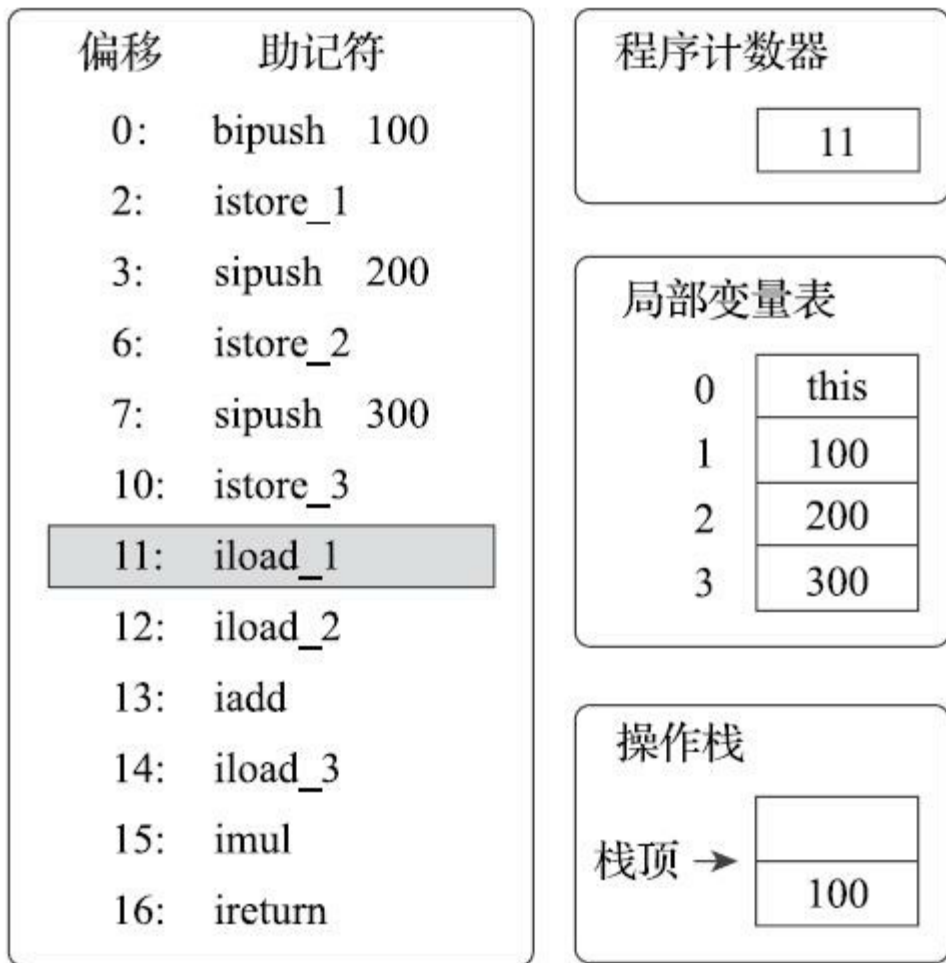 偏移 助记符
0: bipush 100
2: istore_1
3: sipush 200
6: istore_2
7: sipush 300
10: istore_3
11: iload_1
12: iload_2
13: iadd
14: iload_3
15: imul
16: ireturn
程序计数器
11
局部变量表
0 this
1 100
2 200
3 300
操作栈
栈顶
100